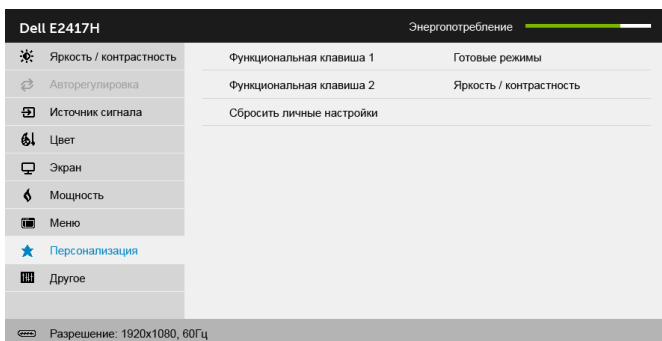 Dell E2417H
Энергопотребление
Яркость / контрастность
Функциональная клавиша 1 Готовые режимы
Авторегулировка
Функциональная клавиша 2 Яркость / контрастность
Источник сигнала
Сбросить личные настройки
Цвет
Экран
Мощность
Меню
Персонализация
Другое
Разрешение: 1920x1080, 60Гц